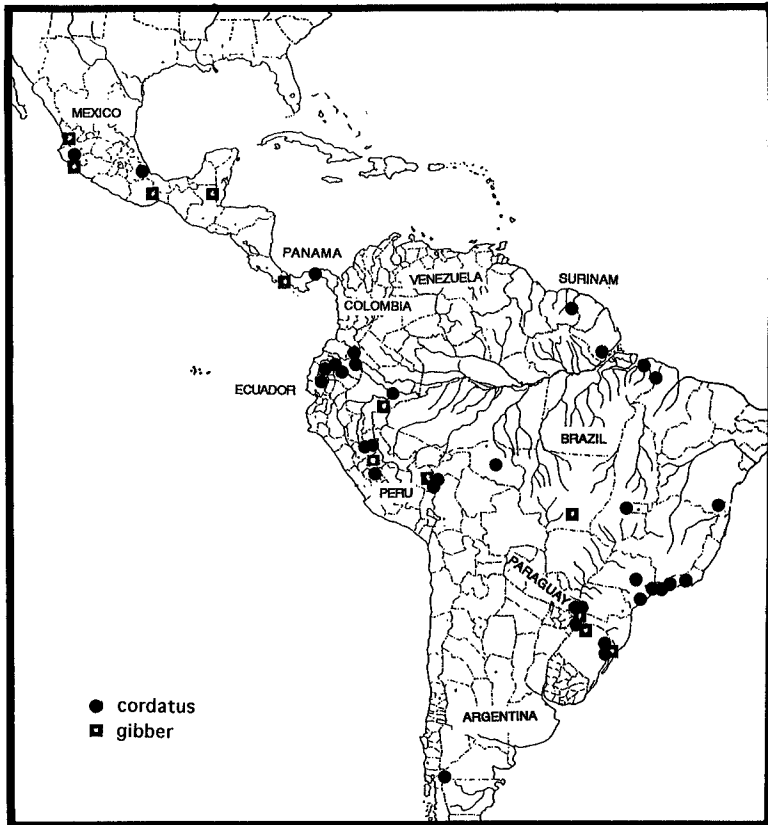 MEXICO
PANAMA
VENEZUELA
SURINAM
COLOMBIA
ECUADOR
BRAZIL
PERU
PARAGUAY
cordatus
gibber
ARGENTINA